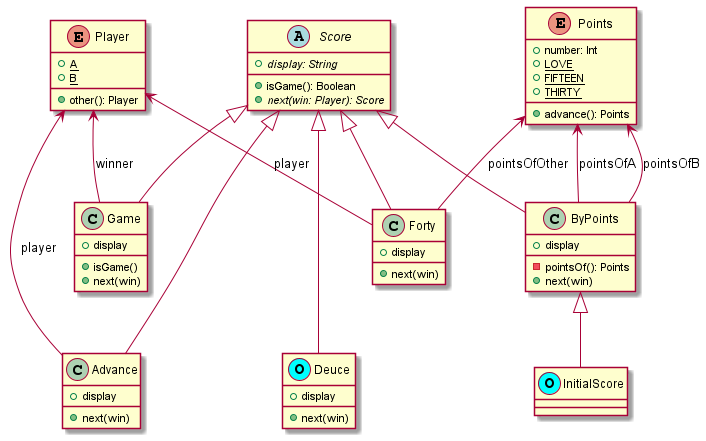 E Player
A
B
other(): Player
A Score
display: String
isGame(): Boolean
next(win: Player): Score
E Points
number: Int
LOVE
FIFTEEN
THIRTY
advance(): Points
winner
player
pointsOfOther
pointsOfA
pointsOfB
C Game
display
isGame()
next(win)
C Forty
display
next(win)
C ByPoints
display
pointsOf(): Points
next(win)
player
C Advance
display
next(win)
O Deuce
display
next(win)
O InitialScore